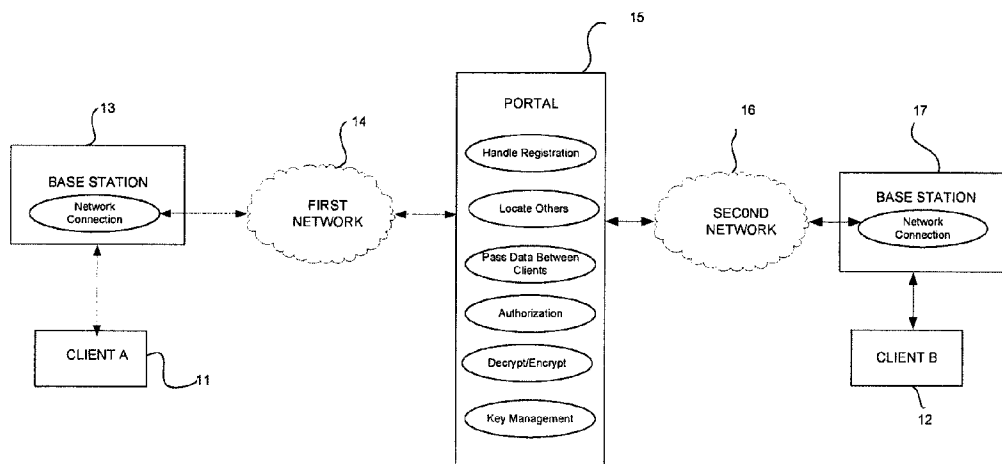 15
PORTAL
13
14
16
17
Handle Registration
BASE STATION
Network
Connection
FIRST
NETWORK
Locate Others
SECOND
NETWORK
BASE STATION
Network
Connection
Pass Data Between
Clients
Authorization
CLIENT A
11
Decrypt/Encrypt
CLIENT B
12
Key Management